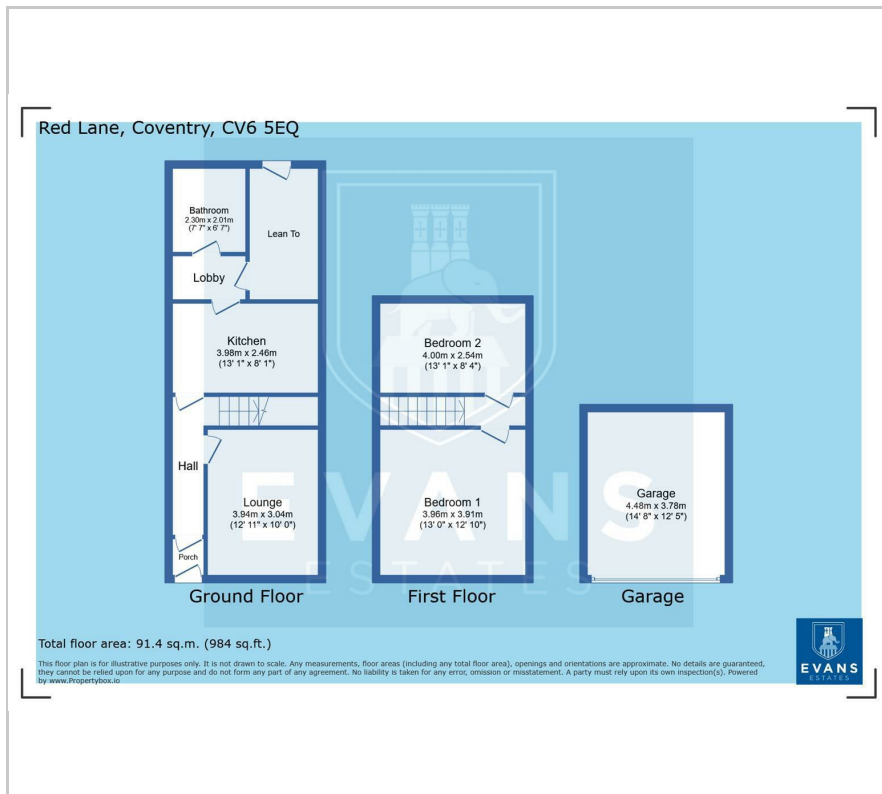 Red Lane, Coventry, CV6 5EQ
Bathroom
2.30m x 2.01m
(7' 7" x 6' 7")
Lean To
Lobby
Kitchen
3.98m x 2.46m
(13' 1" x 8' 1")
Hall
Lounge
3.94m x 3.04m
(12' 11" x 10' 0")
Porch
Ground Floor
Bedroom 2
4.00m x 2.54m
(13' 1" x 8' 4")
Bedroom 1
3.96m x 3.91m
(13' 0" x 12' 10")
First Floor
Garage
4.48m x 3.78m
(14' 8" x 12' 5")
Garage
EVANS
ESTATES
Total floor area: 91.4 sq.m. (984 sq.ft.)
This floor plan is for illustrative purposes only. It is not drawn to scale. Any measurements, floor areas (including any total floor area), openings and orientations are approximate. No details are guaranteed,
they cannot be relied upon for any purpose and do not form any part of any agreement. No liability is taken for any error, omission or misstatement. A party must rely upon its own inspection(s). Powered
by www.Propertybox.io
EVANS
ESTATES